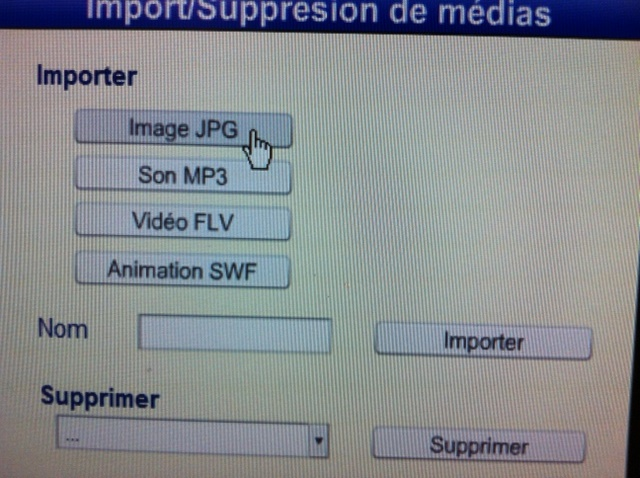 Import/Suppresion de médias
Importer
Image JPG
Son MP3
Vidéo FLV
Animation SWF
Nom
Importer
Supprimer
...
Supprimer